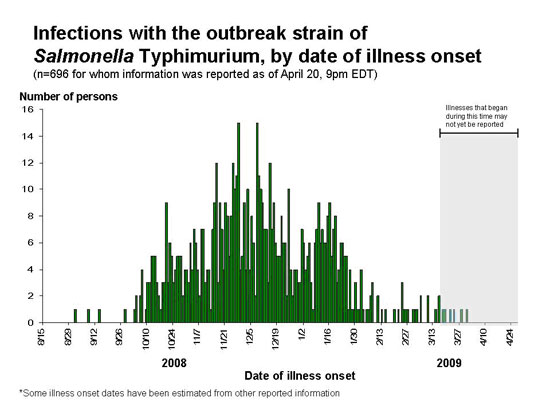 Infections with the outbreak strain of
Salmonella Typhimurium, by date of illness onset
(n=696 for whom information was reported as of April 20, 9pm EDT)
Number of persons
Illnesses that began
during this time may
not yet be reported
16
14
12
10
8
6
4
2
0
8/15 8/29 9/12 9/26 10/10 10/24 11/7 11/21 12/5 12/19 1/2 1/16 1/30 2/13 2/27 3/13 3/27 4/10 4/24
2008 2009
Date of illness onset
*Some illness onset dates have been estimated from other reported information